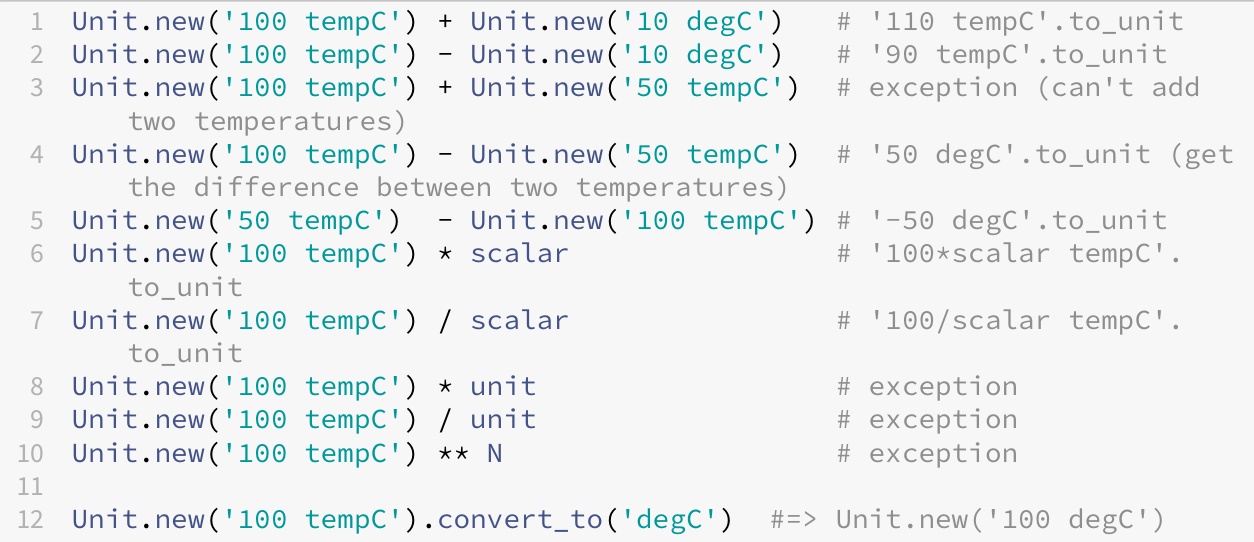 1 Unit.new('100 tempC') + Unit.new('10 degC')   # '110 tempC'.to_unit
2 Unit.new('100 tempC') - Unit.new('10 degC')   # '90 tempC'.to_unit
3 Unit.new('100 tempC') + Unit.new('50 tempC')  # exception (can't add
two temperatures)
4 Unit.new('100 tempC') - Unit.new('50 tempC')  # '50 degC'.to_unit (get
the difference between two temperatures)
5 Unit.new('50 tempC')  - Unit.new('100 tempC') # '-50 degC'.to_unit
6 Unit.new('100 tempC') * scalar                # '100*scalar tempC'.
to_unit
7 Unit.new('100 tempC') / scalar                # '100/scalar tempC'.
to_unit
8 Unit.new('100 tempC') * unit                  # exception
9 Unit.new('100 tempC') / unit                  # exception
10 Unit.new('100 tempC') ** N                    # exception
11
12 Unit.new('100 tempC').convert_to('degC')  #=> Unit.new('100 degC')